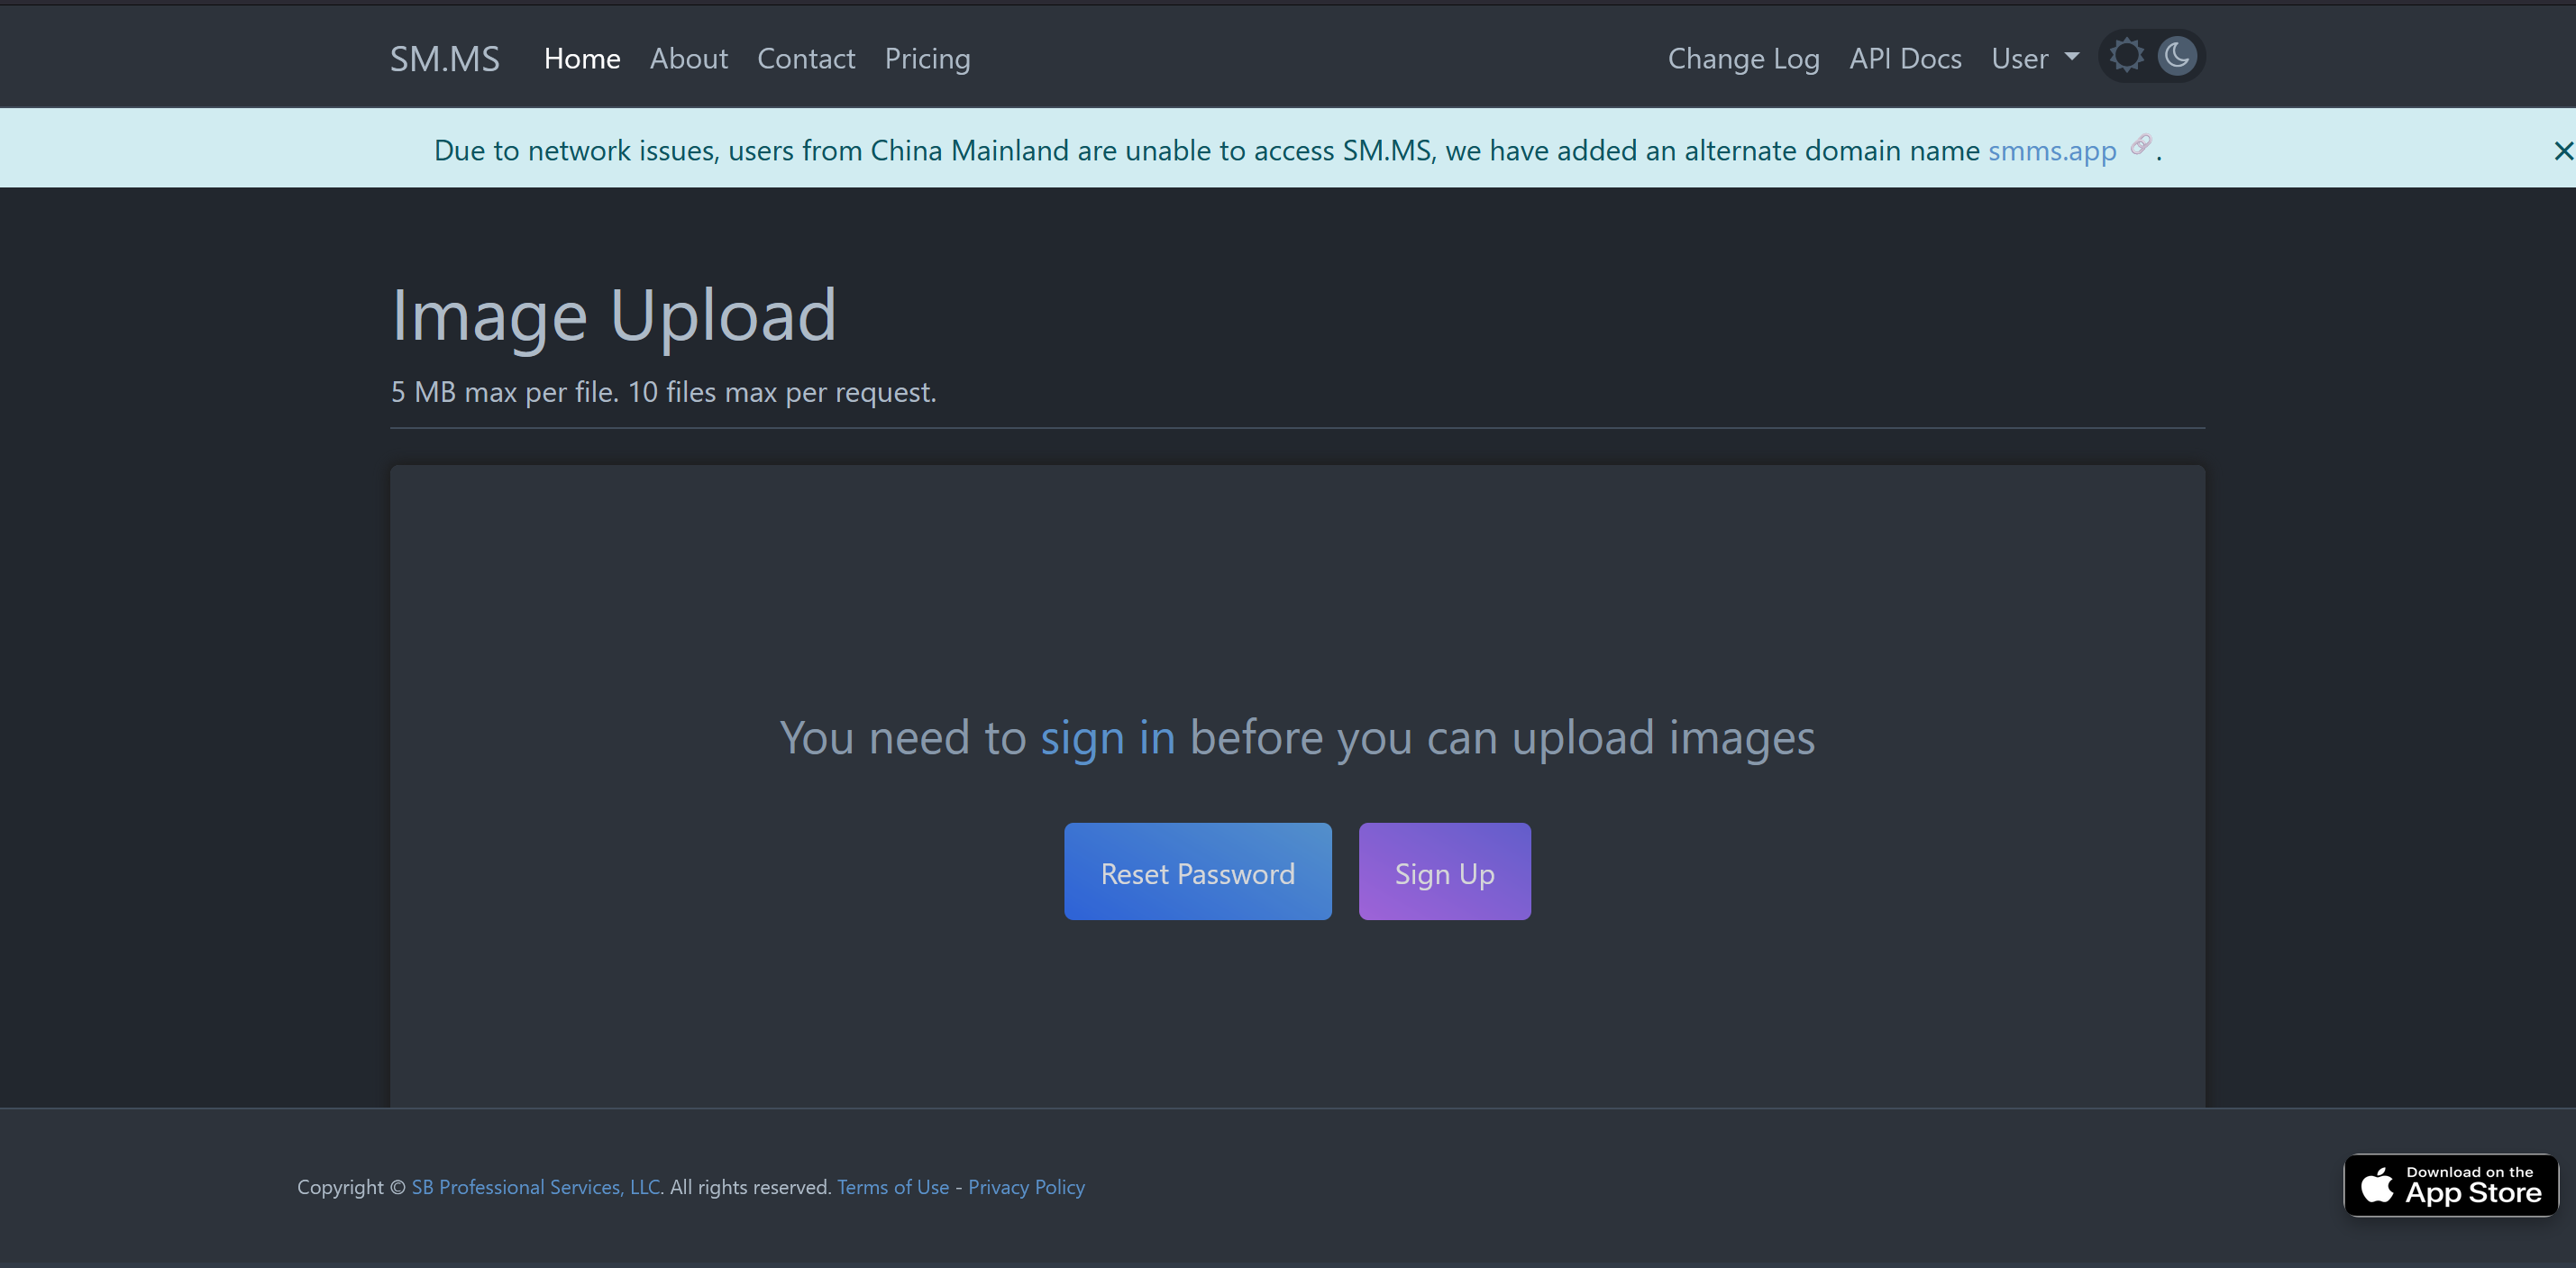 SM.MS Home About Contact Pricing Change Log API Docs User
Due to network issues, users from China Mainland are unable to access SM.MS, we have added an alternate domain name smms.app .
Image Upload
5 MB max per file. 10 files max per request.
You need to sign in before you can upload images
Reset Password Sign Up
Copyright © SB Professional Services, LLC. All rights reserved. Terms of Use - Privacy Policy
Download on the
App Store